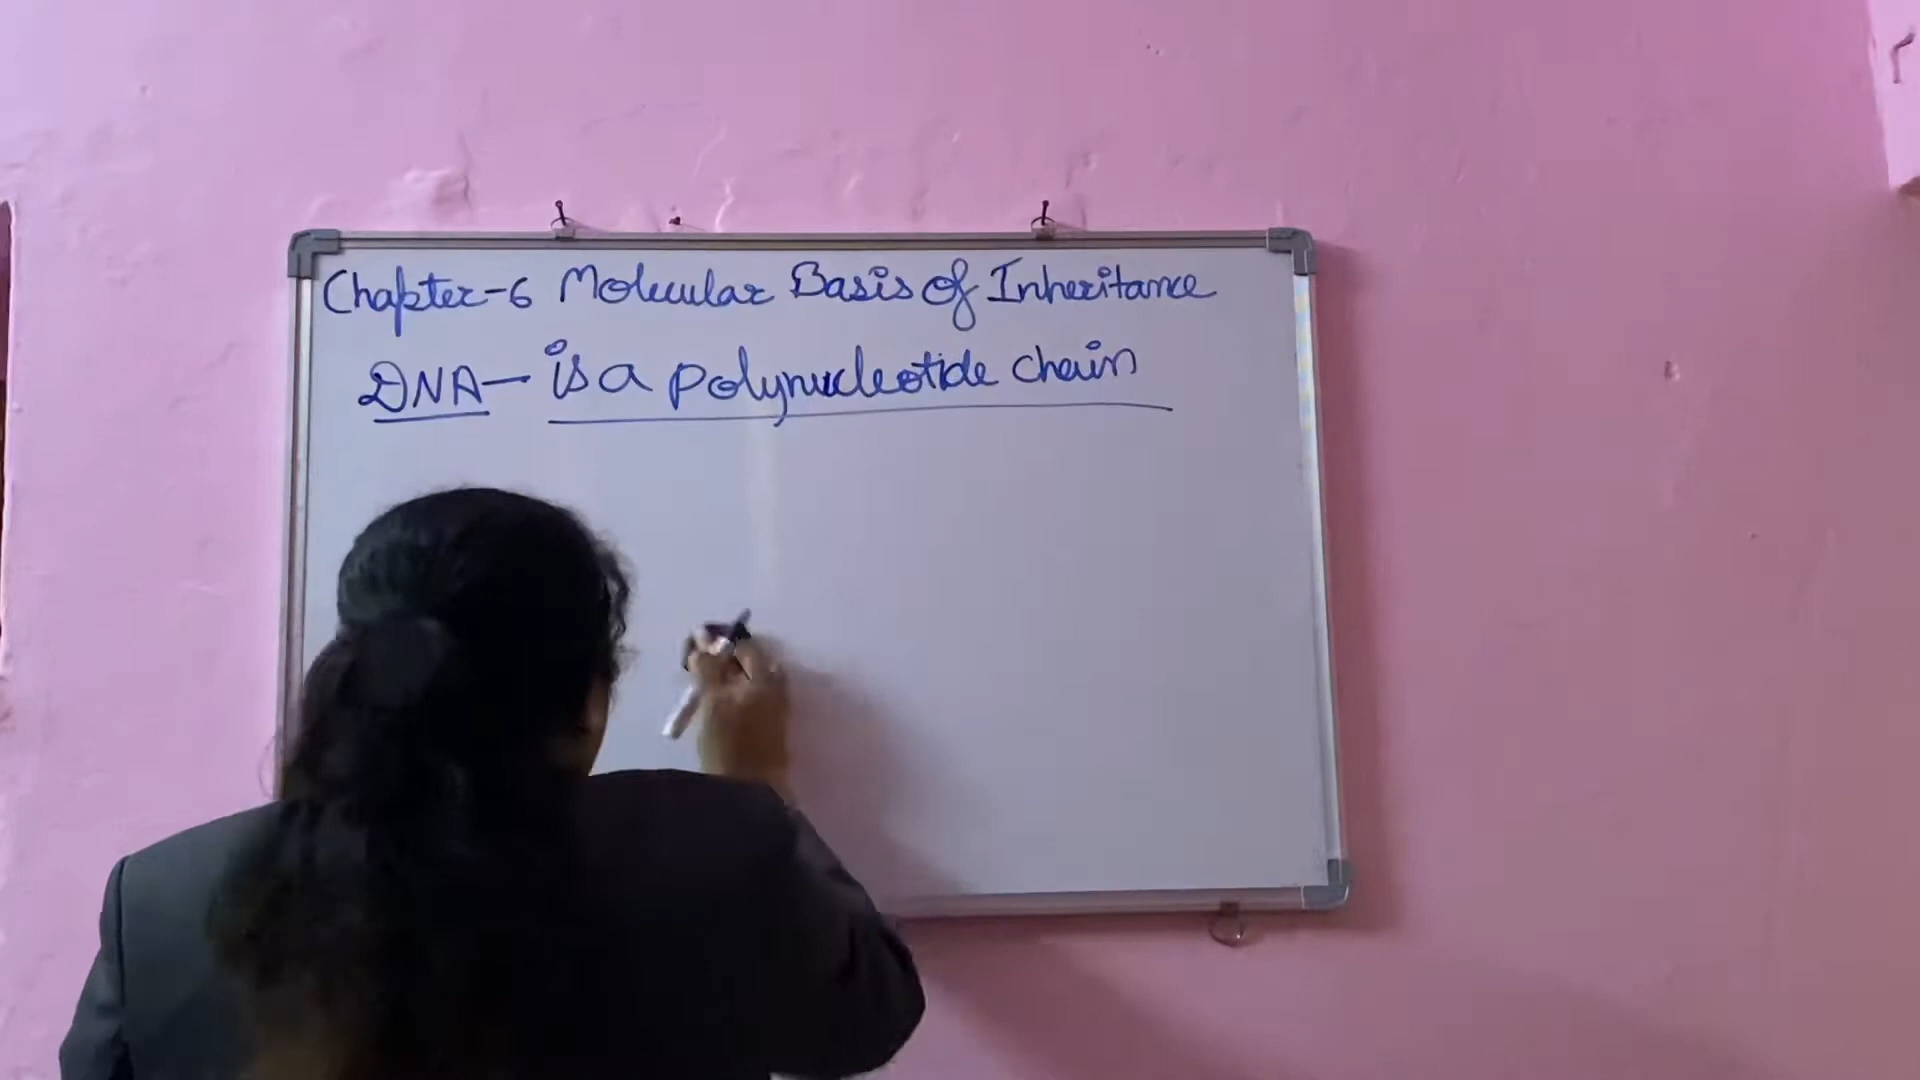 Chapter-6 Molecular Basis of Inheritance
DNA- is a polynucleotide chain